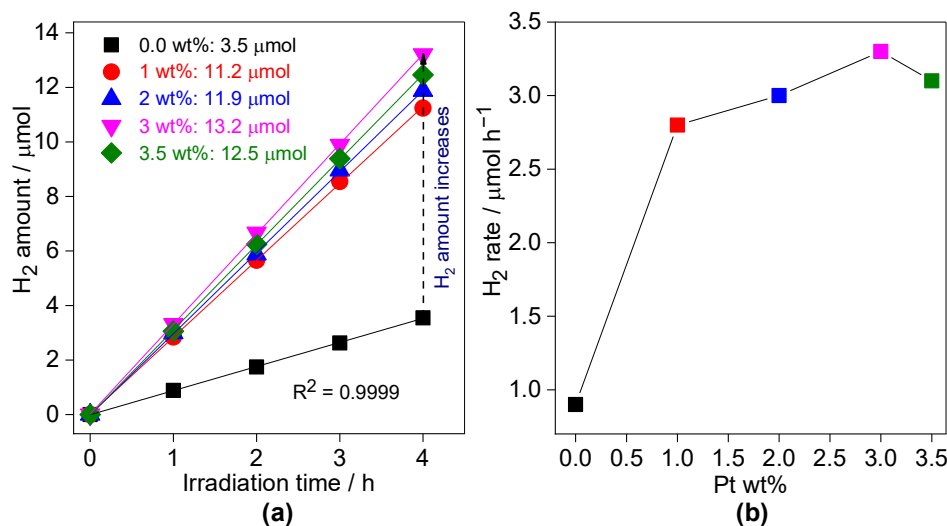 0.0 wt%: 3.5 μmol
1 wt%: 11.2 μmol
2 wt%: 11.9 μmol
3 wt%: 13.2 μmol
3.5 wt%: 12.5 μmol
H₂ amount increases
R² = 0.9999
H₂ amount / μmol
14
12
10
8
6
4
2
0
0 1 2 3 4
Irradiation time / h
(a)
H₂ rate / μmol h⁻¹
3.5
3.0
2.5
2.0
1.5
1.0
0.0 0.5 1.0 1.5 2.0 2.5 3.0 3.5
Pt wt%
(b)